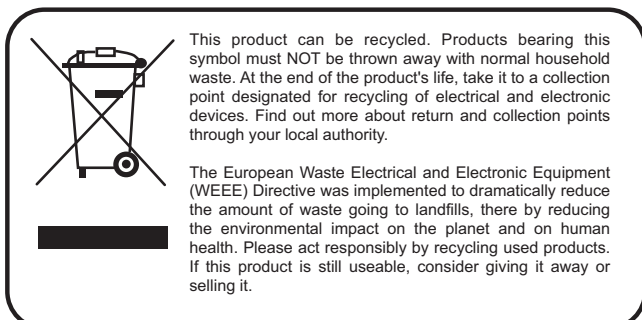 This product can be recycled. Products bearing this
symbol must NOT be thrown away with normal household
waste. At the end of the product's life, take it to a collection
point designated for recycling of electrical and electronic
devices. Find out more about return and collection points
through your local authority.
The European Waste Electrical and Electronic Equipment
(WEEE) Directive was implemented to dramatically reduce
the amount of waste going to landfills, there by reducing
the environmental impact on the planet and on human
health. Please act responsibly by recycling used products.
If this product is still useable, consider giving it away or
selling it.